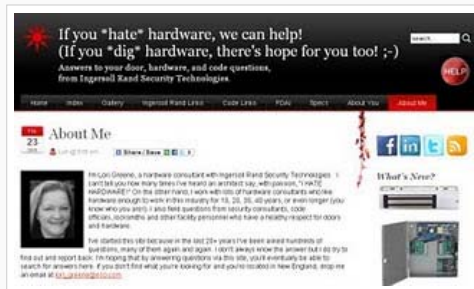 If you *hate* hardware, we can help!
(If you *dig* hardware, there's hope for you too! ;-)
search...
Answers to your door, hardware, and code questions,
from Ingersoll Rand Security Technologies.
HELP
Home Index Gallery Ingersoll Rand Links Code Links FDAI Specs About You About Me
23
About Me
Share / Save
I'm Lori Greene, a hardware consultant with Ingersoll Rand Security Technologies. I
can't tell you how many times I've heard an architect say, with passion, "I HATE
HARDWARE!" On the other hand, I work with lots of hardware consultants who like
hardware enough to work in this industry for 10, 20, 30, 40 years, or even longer (you
know who you are). I also field questions from security consultants, code
officials, locksmiths and other facility personnel who have a healthy respect for doors
and hardware.
I've started this site because in the last 20+ years I've been asked hundreds of
questions, many of them again and again. I don't always know the answer but I do try to
find out and report back. I'm hoping that by answering questions via this site, you'll eventually be able to
search for answers here. If you don't find what you're looking for and you're located in New England, drop me
an email at
What's New?